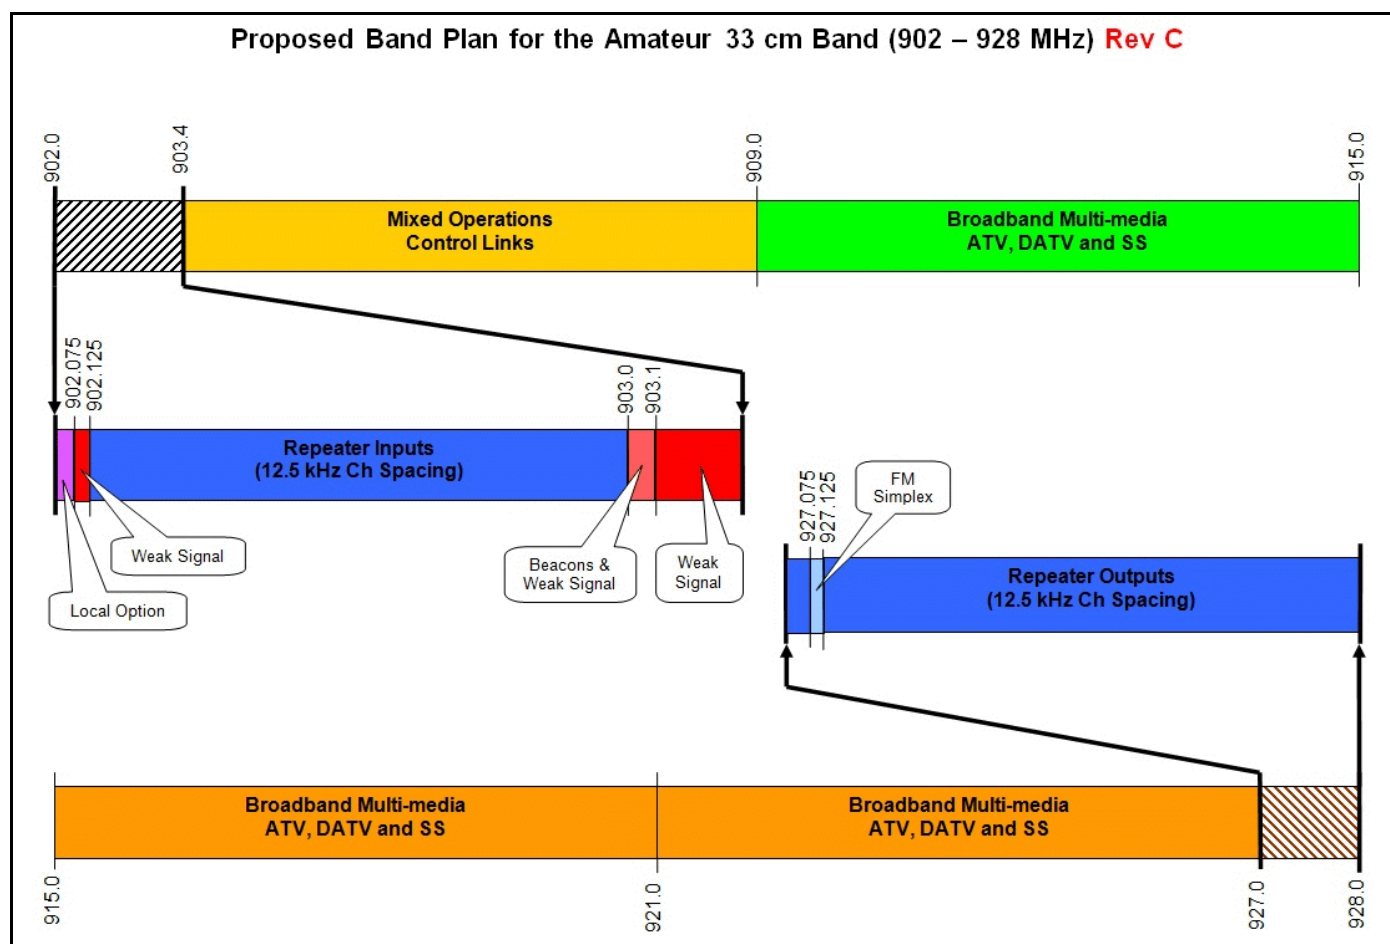 Proposed Band Plan for the Amateur 33 cm Band (902 – 928 MHz) Rev C
902.0
903.4
909.0
915.0
Mixed Operations
Control Links
Broadband Multi-media
ATV, DATV and SS
902.075
902.125
903.0
903.1
Repeater Inputs
(12.5 kHz Ch Spacing)
Weak Signal
Local Option
Beacons &
Weak Signal
Weak
Signal
FM
Simplex
927.075
927.125
Repeater Outputs
(12.5 kHz Ch Spacing)
Broadband Multi-media
ATV, DATV and SS
Broadband Multi-media
ATV, DATV and SS
915.0
921.0
927.0
928.0